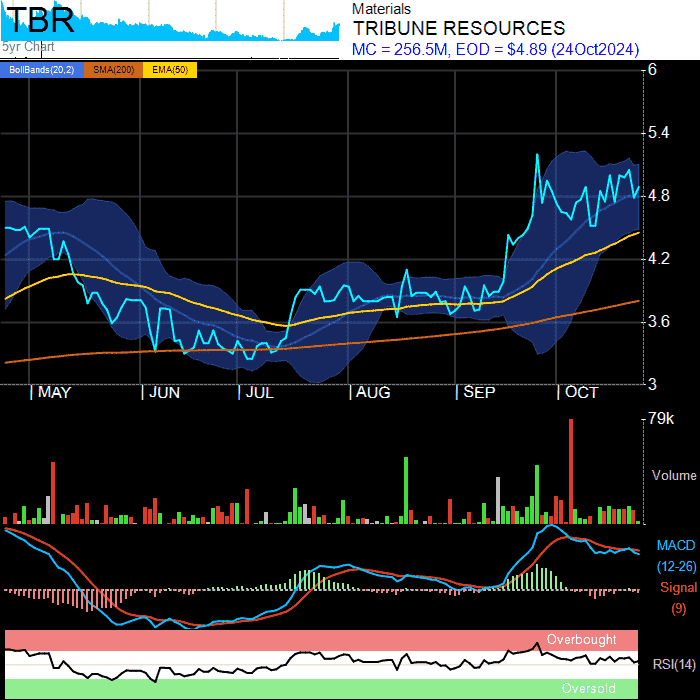 TBR
5yr Chart
Materials
TRIBUNE RESOURCES
MC = 256.5M, EOD = $4.89 (24Oct2024)
BollBands(20,2) SMA(200) EMA(50)
6
5.4
4.8
4.2
3.6
3
| MAY | JUN | JUL | AUG | SEP | OCT
79k
Volume
MACD
(12-26)
Signal
(9)
Overbought
RSI(14)
Oversold